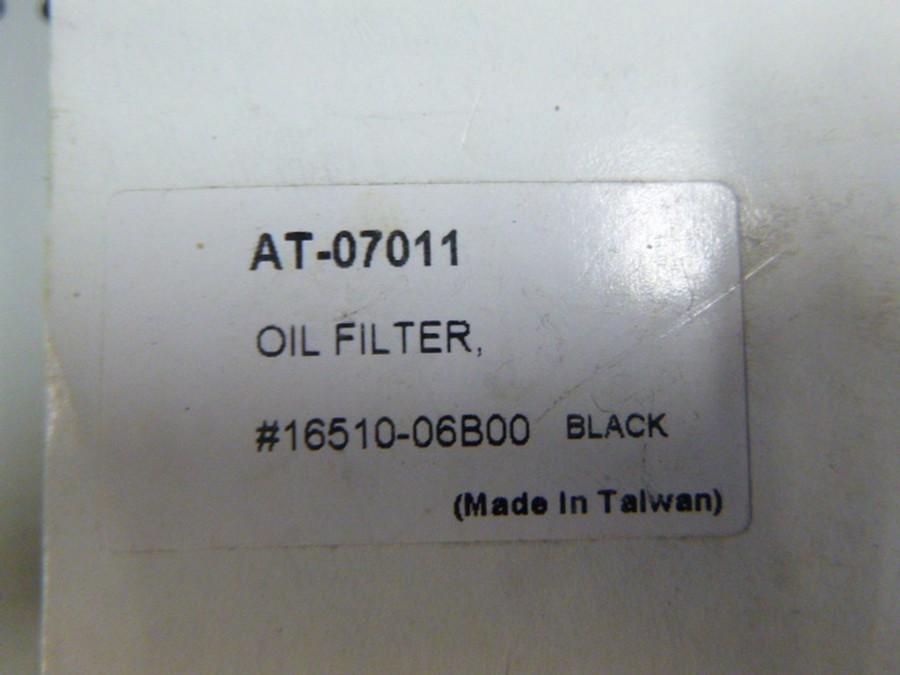 AT-07011
OIL FILTER,
#16510-06B00 BLACK
(Made In Taiwan)